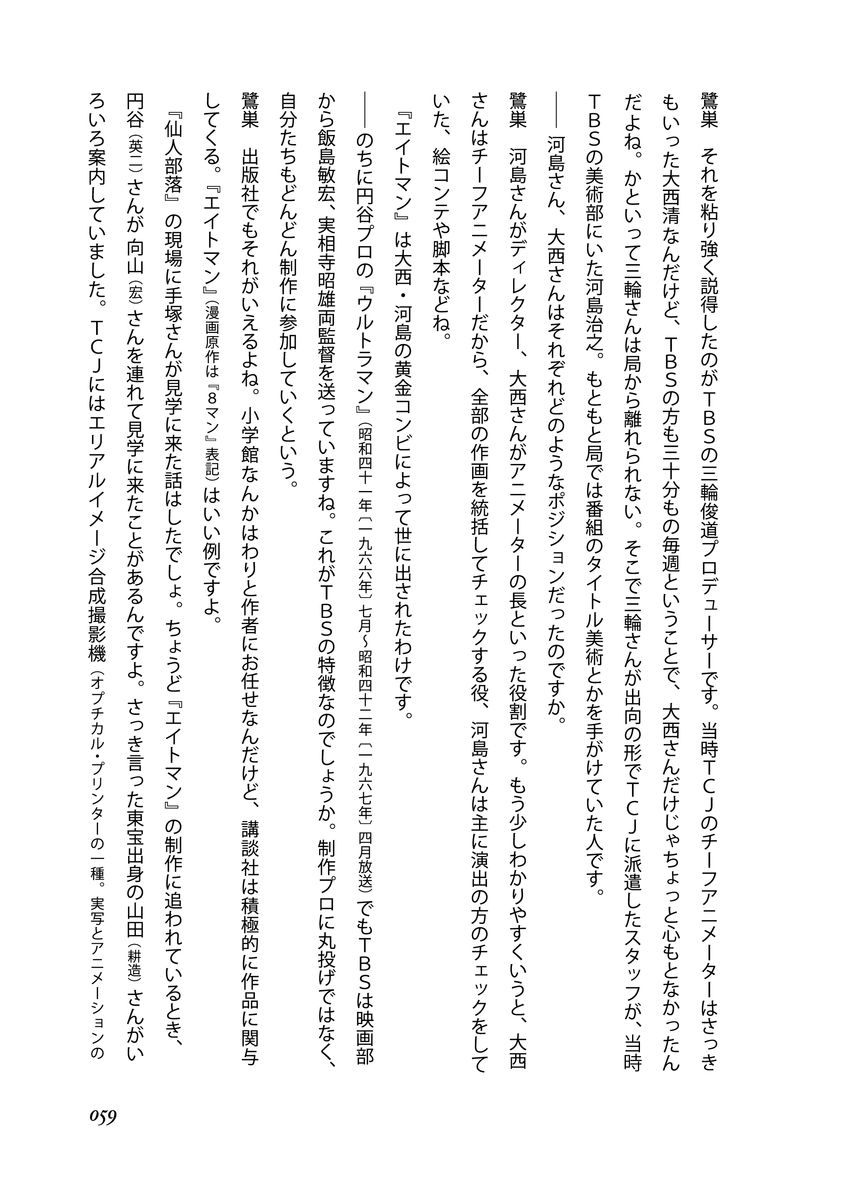 鷺巣　それを粘り強く説得したのがTBSの三輪俊道プロデューサーです。当時TCJのチーフアニメーターはさっき
もいった大西清なんだけど、TBSの方も三十分もの毎週ということで、大西さんだけじゃちょっと心もとなかったん
だよね。かといって三輪さんは局から離れられない。そこで三輪さんが出向の形でTCJに派遣したスタッフが、当時
TBSの美術部にいた河島治之。もともと局では番組のタイトル美術とかを手がけていた人です。
――河島さん、大西さんはそれぞれどのようなポジションだったのですか。
鷺巣　河島さんがディレクター、大西さんがアニメーターの長といった役割です。もう少しわかりやすくいうと、大西
さんはチーフアニメーターだから、全部の作画を統括してチェックする役、河島さんは主に演出の方のチェックをして
いた、絵コンテや脚本などね。
『エイトマン』は大西・河島の黄金コンビによって世に出されたわけです。
――のちに円谷プロの『ウルトラマン』（昭和四十一年〔一九六六年〕七月～昭和四十二年〔一九六七年〕四月放送）でもTBSは映画部
から飯島敏宏、実相寺昭雄両監督を送っていますね。これがTBSの特徴なのでしょうか。制作プロに丸投げではなく、
自分たちもどんどん制作に参加していくという。
鷺巣　出版社でもそれがいえるよね。小学館なんかはわりと作者にお任せなんだけど、講談社は積極的に作品に関与
してくる。『エイトマン』（漫画原作は『８マン』表記）はいい例ですよ。
『仙人部落』の現場に手塚さんが見学に来た話はしたでしょ。ちょうど『エイトマン』の制作に追われているとき、
円谷（英二）さんが向山（宏）さんを連れて見学に来たことがあるんですよ。さっき言った東宝出身の山田（耕造）さんがい
ろいろ案内していました。TCJにはエリアルイメージ合成撮影機（オプチカル・プリンターの一種。実写とアニメーションの
059